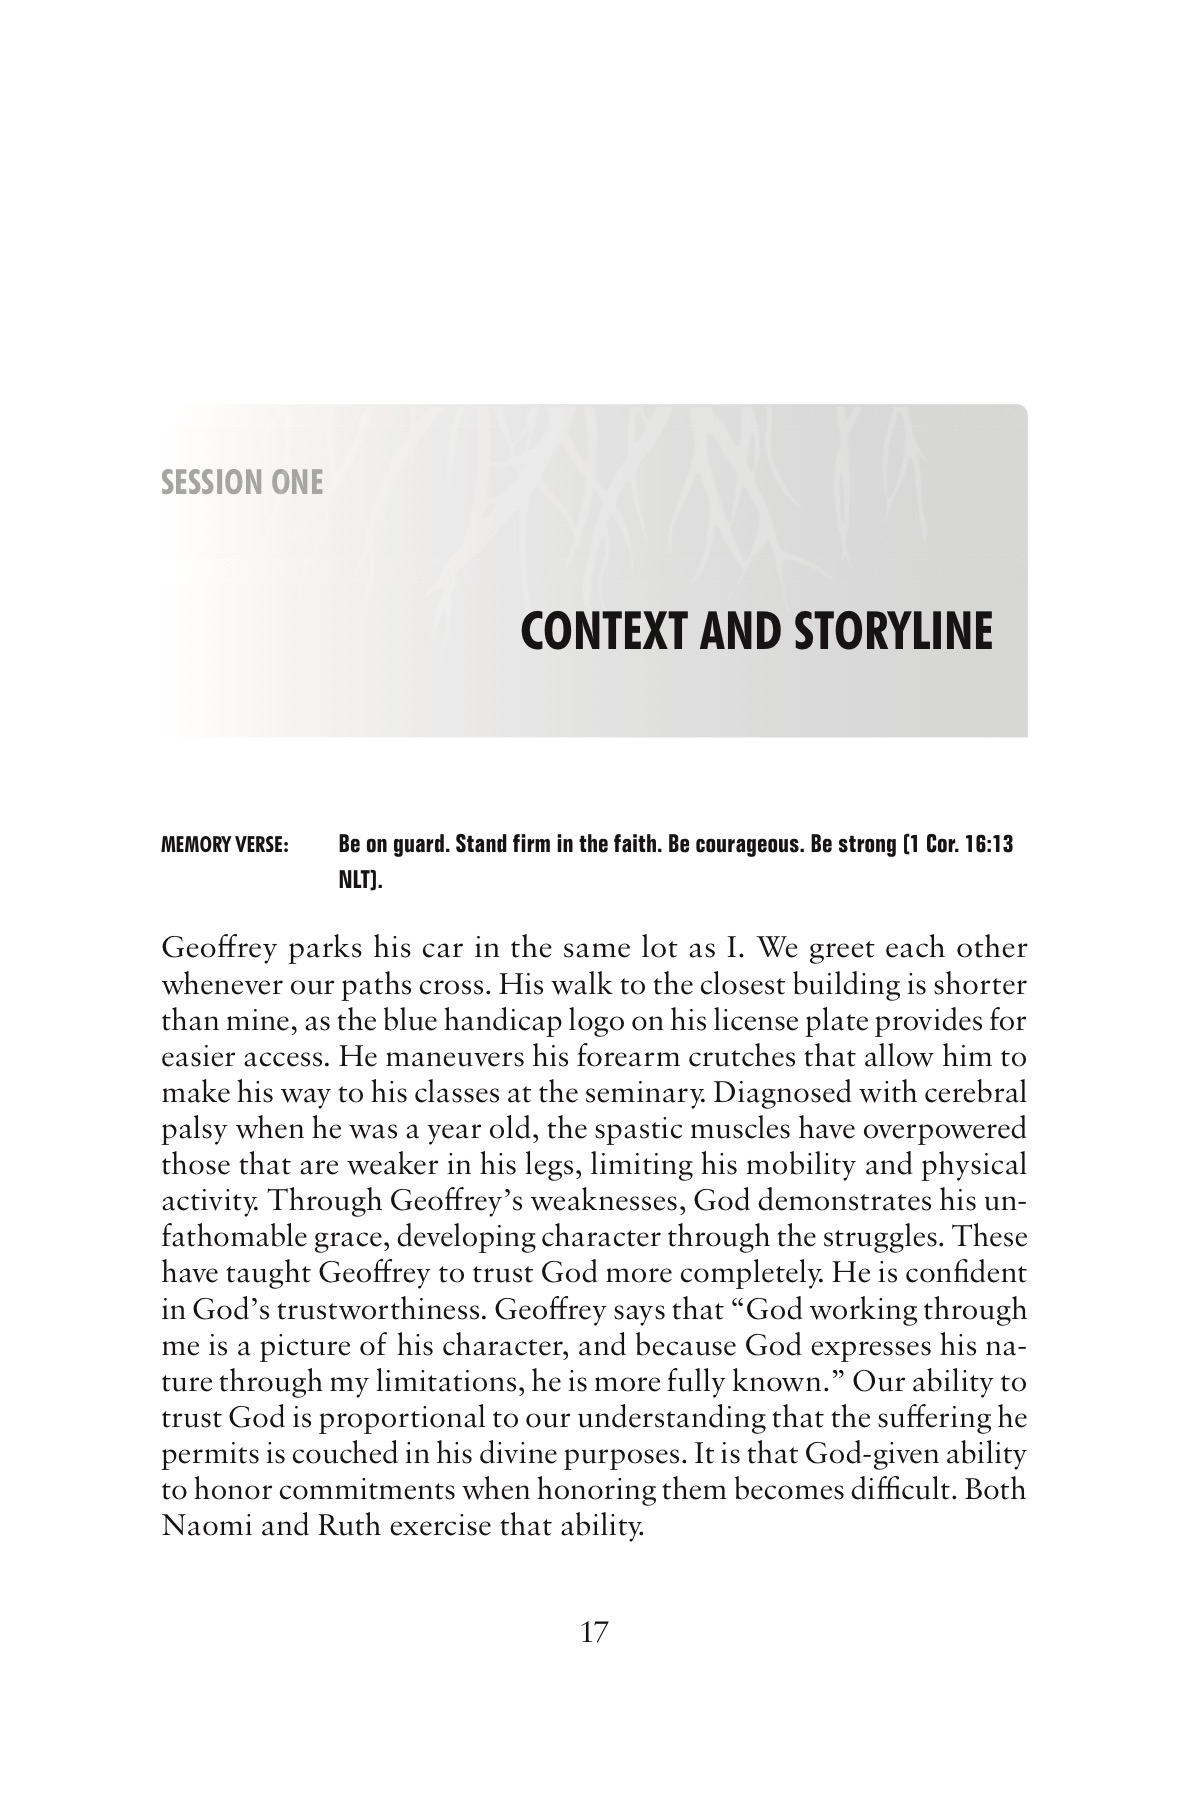 SESSION ONE
CONTEXT AND STORYLINE
MEMORY VERSE: Be on guard. Stand firm in the faith. Be courageous. Be strong (1 Cor. 16:13
NLT).
Geoffrey parks his car in the same lot as I. We greet each other
whenever our paths cross. His walk to the closest building is shorter
than mine, as the blue handicap logo on his license plate provides for
easier access. He maneuvers his forearm crutches that allow him to
make his way to his classes at the seminary. Diagnosed with cerebral
palsy when he was a year old, the spastic muscles have overpowered
those that are weaker in his legs, limiting his mobility and physical
activity. Through Geoffrey’s weaknesses, God demonstrates his un-
fathomable grace, developing character through the struggles. These
have taught Geoffrey to trust God more completely. He is confident
in God’s trustworthiness. Geoffrey says that “God working through
me is a picture of his character, and because God expresses his na-
ture through my limitations, he is more fully known.” Our ability to
trust God is proportional to our understanding that the suffering he
permits is couched in his divine purposes. It is that God-given ability
to honor commitments when honoring them becomes difficult. Both
Naomi and Ruth exercise that ability.
17